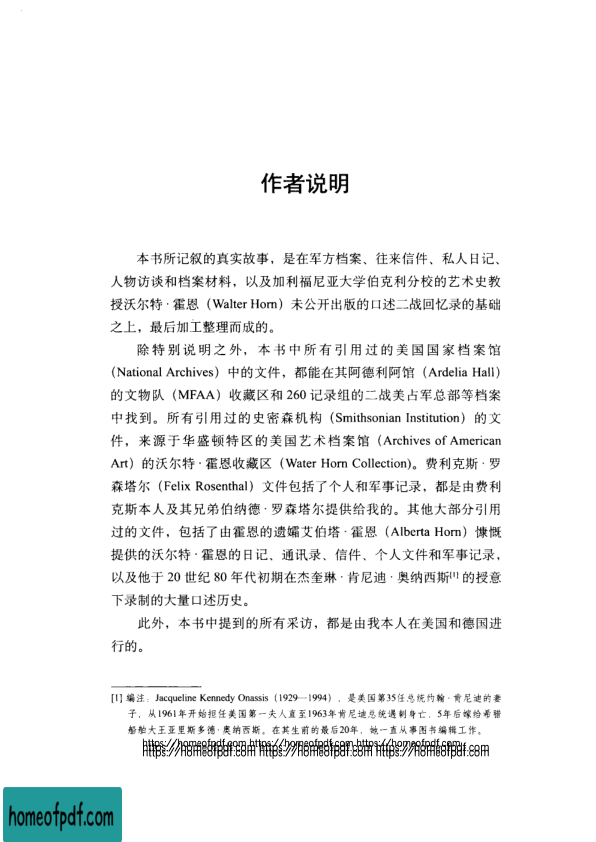 作者说明
本书所记叙的真实故事，是在军方档案、往来信件、私人日记、
人物访谈和档案材料，以及加利福尼亚大学伯克利分校的艺术史教
授沃尔特·霍恩（Walter Horn）未公开出版的口述二战回忆录的基础
之上，最后加工整理而成的。
除特别说明之外，本书中所有引用过的美国国家档案馆
（National Archives）中的文件，都能在其阿德利阿馆（Ardelia Hall）
的文物队（MFAA）收藏区和 260 记录组的二战美占军总部等档案
中找到。所有引用过的史密森机构（Smithsonian Institution）的文
件，来源于华盛顿特区的美国艺术档案馆（Archives of American
Art）的沃尔特·霍恩收藏区（Water Horn Collection)。费利克斯·罗
森塔尔（Felix Rosenthal）文件包括了个人和军事记录，都是由费利
克斯本人及其兄弟伯纳德·罗森塔尔提供给我的。其他大部分引用
过的文件，包括了由霍恩的遗孀艾伯塔·霍恩（Alberta Horn）慷慨
提供的沃尔特·霍恩的日记、通讯录、信件、个人文件和军事记录，
以及他于 20 世纪 80 年代初期在杰奎琳·肯尼迪·奥纳西斯[1] 的授意
下录制的大量口述历史。
此外，本书中提到的所有采访，都是由我本人在美国和德国进
行的。
[1] 编注：Jacqueline Kennedy Onassis（1929—1994），是美国第35任总统约翰·肯尼迪的妻
子，从1961年开始担任美国第一夫人直至1963年肯尼迪总统遇刺身亡，5年后嫁给希腊
船舶大王亚里斯多德·奥纳西斯。在其生前的最后20年，她一直从事图书编辑工作。
https://homeofpdf.com https://homeofpdf.com https://homeofpdf.com
https://homeofpdf.com https://homeofpdf.com https://homeofpdf.com
homeofpdf.com